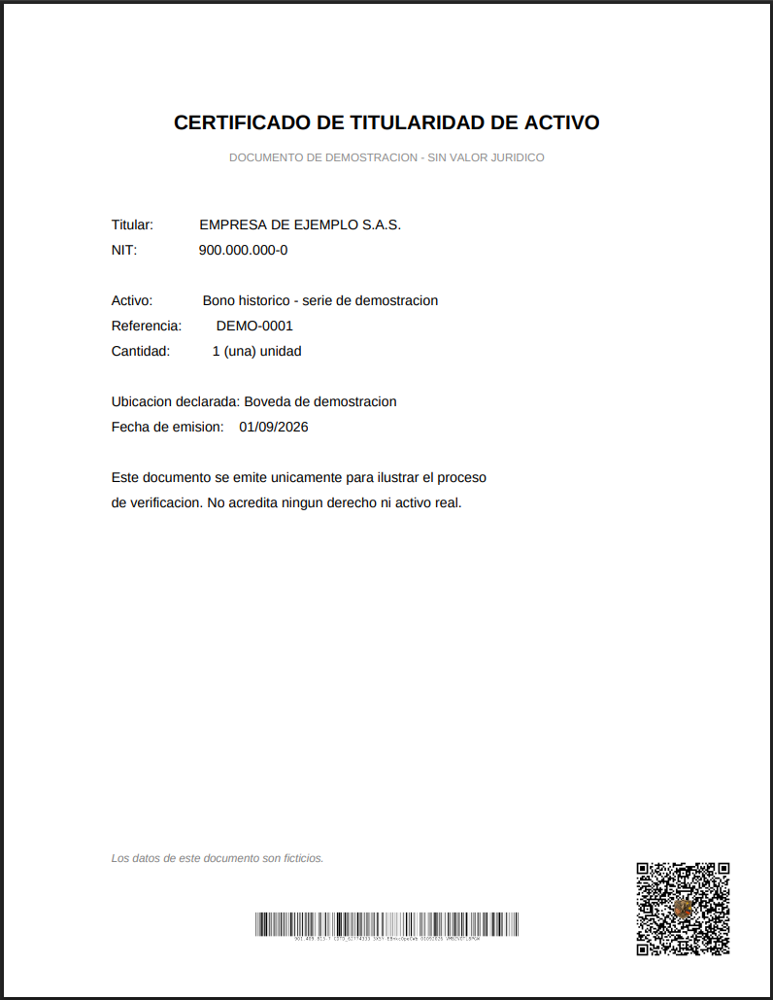 CERTIFICADO DE TITULARIDAD DE ACTIVO
DOCUMENTO DE DEMOSTRACION - SIN VALOR JURIDICO
Titular: EMPRESA DE EJEMPLO S.A.S.
NIT: 900.000.000-0
Activo: Bono historico - serie de demostracion
Referencia: DEMO-0001
Cantidad: 1 (una) unidad
Ubicacion declarada: Boveda de demostracion
Fecha de emision: 01/09/2026
Este documento se emite unicamente para ilustrar el proceso
de verificacion. No acredita ningun derecho ni activo real.
Los datos de este documento son ficticios.